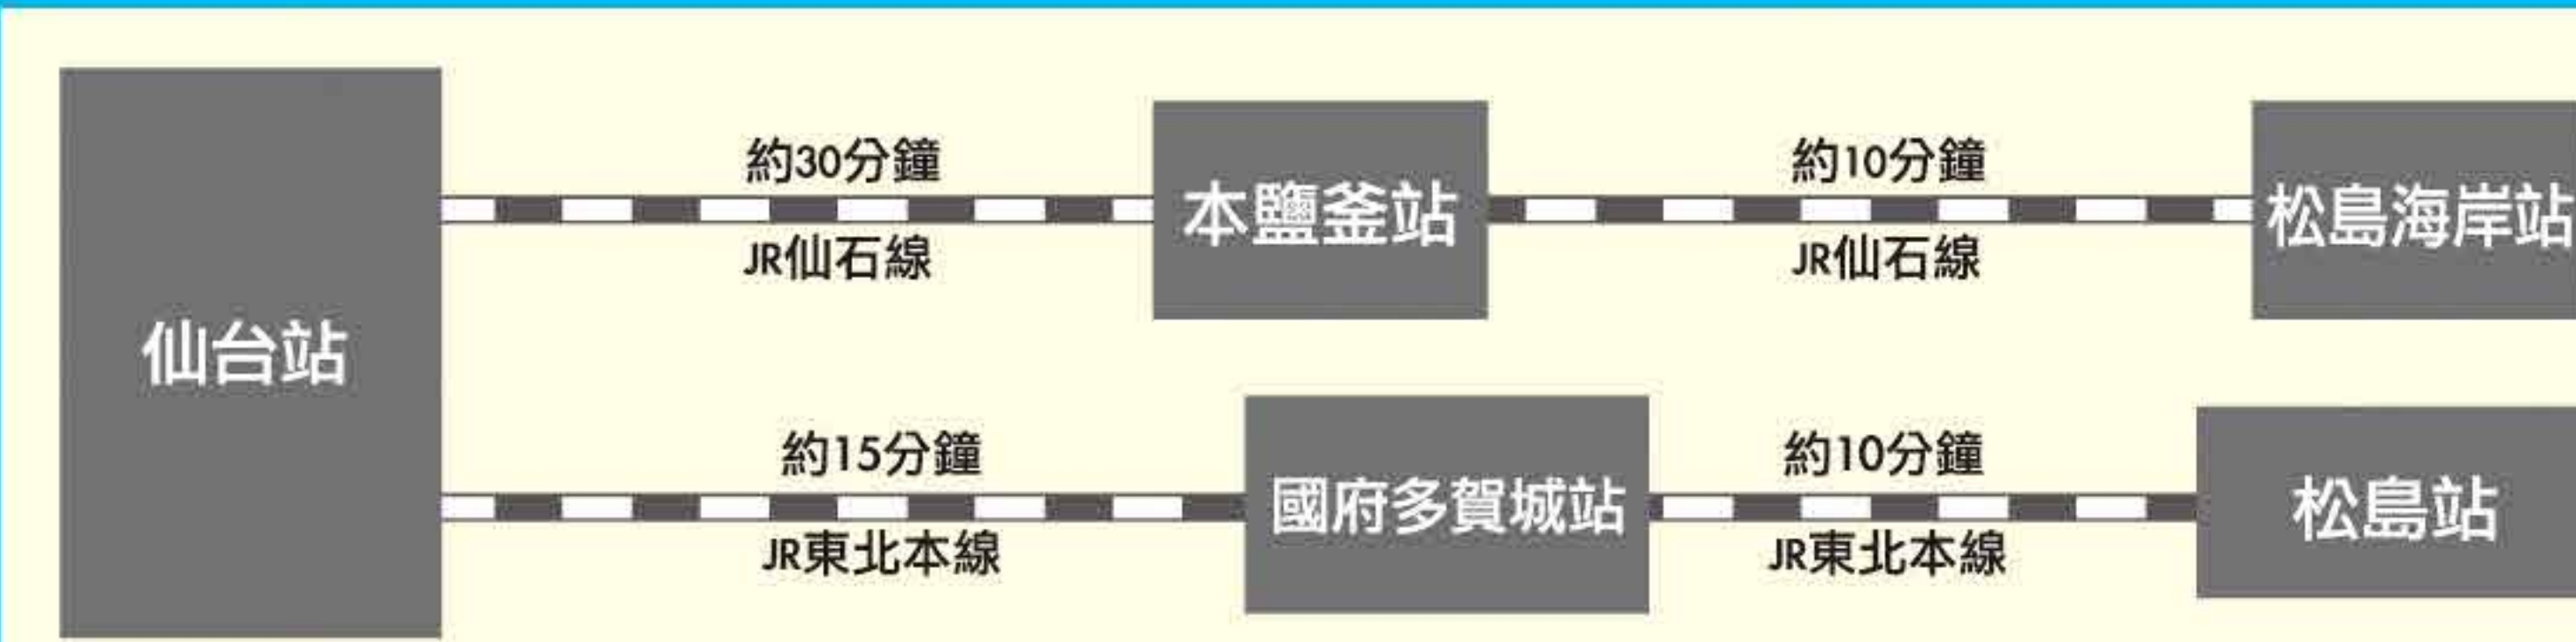 仙台站
約30分鐘
JR仙石線
本鹽釜站
約10分鐘
JR仙石線
松島海岸站
約15分鐘
JR東北本線
國府多賀城站
約10分鐘
JR東北本線
松島站